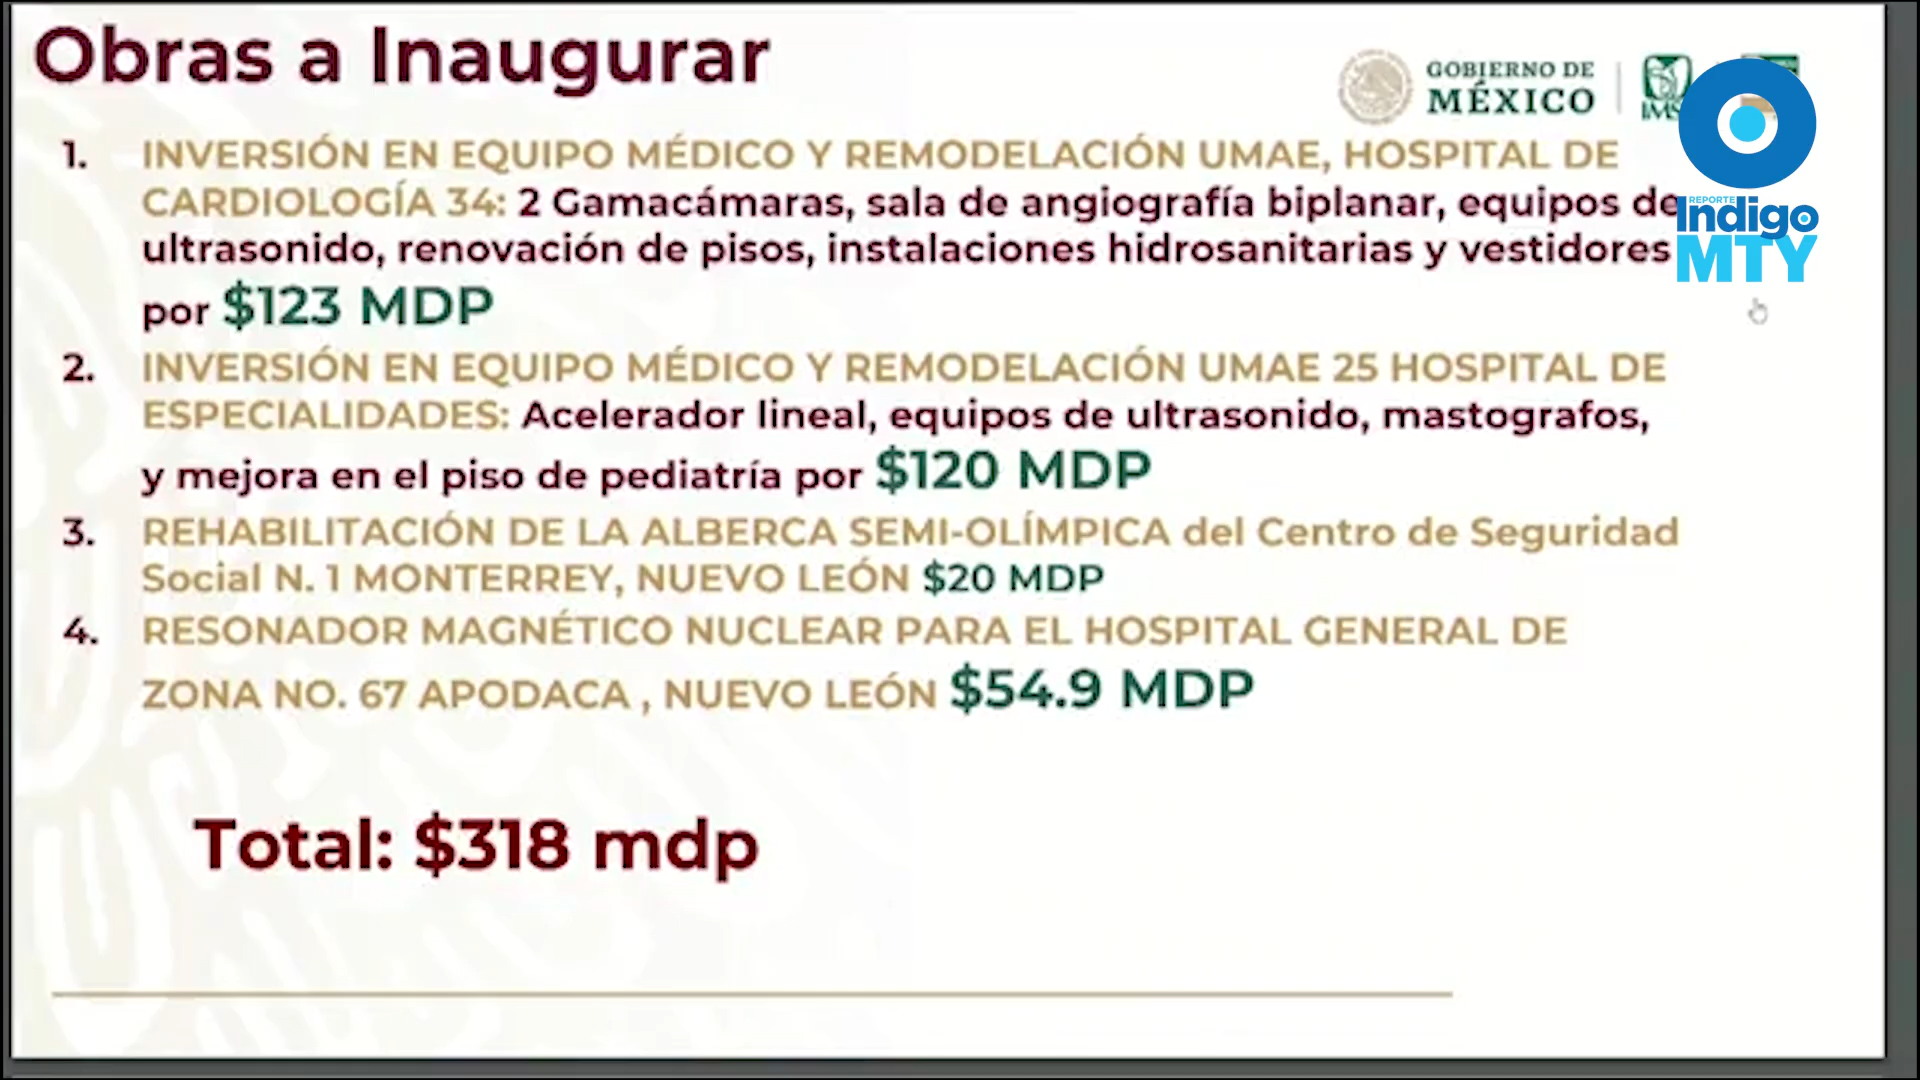 Obras a Inaugurar
GOBIERNO DE
MÉXICO
REPORTE
Indigo
MTY
1. INVERSIÓN EN EQUIPO MÉDICO Y REMODELACIÓN UMAE, HOSPITAL DE
CARDIOLOGÍA 34: 2 Gamacámaras, sala de angiografía biplanar, equipos de
ultrasonido, renovación de pisos, instalaciones hidrosanitarias y vestidores
por $123 MDP
2. INVERSIÓN EN EQUIPO MÉDICO Y REMODELACIÓN UMAE 25 HOSPITAL DE
ESPECIALIDADES: Acelerador lineal, equipos de ultrasonido, mastografos,
y mejora en el piso de pediatría por $120 MDP
3. REHABILITACIÓN DE LA ALBERCA SEMI-OLÍMPICA del Centro de Seguridad
Social N. 1 MONTERREY, NUEVO LEÓN $20 MDP
4. RESONADOR MAGNÉTICO NUCLEAR PARA EL HOSPITAL GENERAL DE
ZONA NO. 67 APODACA , NUEVO LEÓN $54.9 MDP
Total: $318 mdp